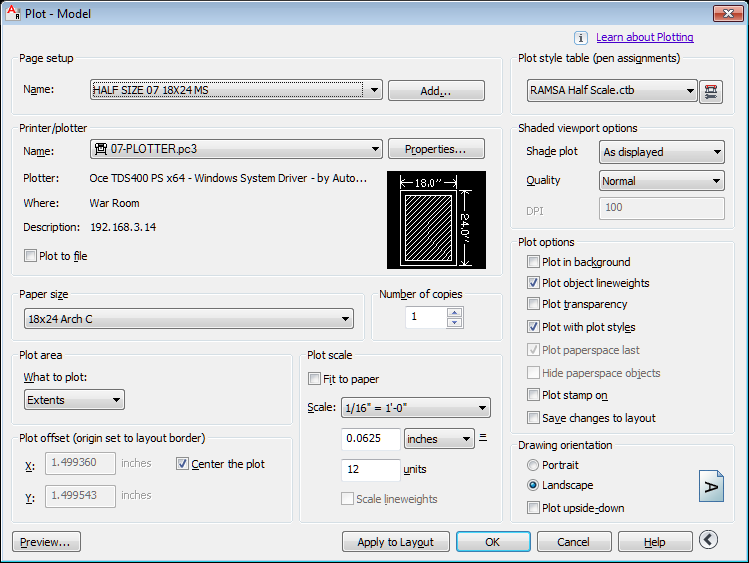 Plot - Model
Learn about Plotting
Page setup
Name:
HALF SIZE 07 18X24 MS
Add...
Printer/plotter
Name:
07-PLOTTER.pc3
Properties...
Plotter:
Oce TDS400 PS x64 - Windows System Driver - by Auto...
Where:
War Room
Description:
192.168.3.14
Plot to file
18.0''
24.0''
Paper size
18x24 Arch C
Number of copies
1
Plot area
What to plot:
Extents
Plot offset (origin set to layout border)
X:
1.499360
inches
Center the plot
Y:
1.499543
inches
Plot scale
Fit to paper
Scale:
1/16" = 1'-0"
0.0625
inches
=
12
units
Scale lineweights
Plot style table (pen assignments)
RAMSA Half Scale.ctb
Shaded viewport options
Shade plot
As displayed
Quality
Normal
DPI
100
Plot options
Plot in background
Plot object lineweights
Plot transparency
Plot with plot styles
Plot paperspace last
Hide paperspace objects
Plot stamp on
Save changes to layout
Drawing orientation
Portrait
Landscape
Plot upside-down
A
Preview...
Apply to Layout
OK
Cancel
Help